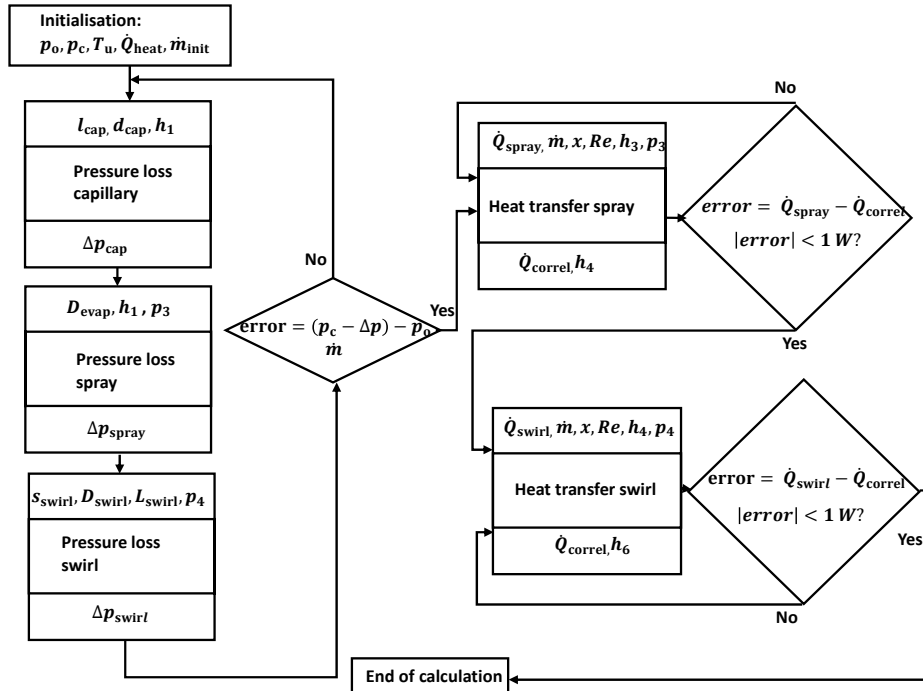 Initialisation:
p_o, p_c, T_u, Q̇_heat, ṁ_init
l_cap, d_cap, h_1
Pressure loss
capillary
Δp_cap
D_evap, h_1 , p_3
Pressure loss
spray
Δp_spray
s_swirl, D_swirl, L_swirl, p_4
Pressure loss
swirl
Δp_swirl
No
error = (p_c − Δp) − p_o
ṁ
Yes
Q̇_spray, ṁ, x, Re, h_3, p_3
Heat transfer spray
Q̇_correl, h_4
No
error = Q̇_spray − Q̇_correl
|error| < 1 W?
Yes
Q̇_swirl, ṁ, x, Re, h_4, p_4
Heat transfer swirl
Q̇_correl, h_6
error = Q̇_swirl − Q̇_correl
|error| < 1 W?
Yes
No
End of calculation